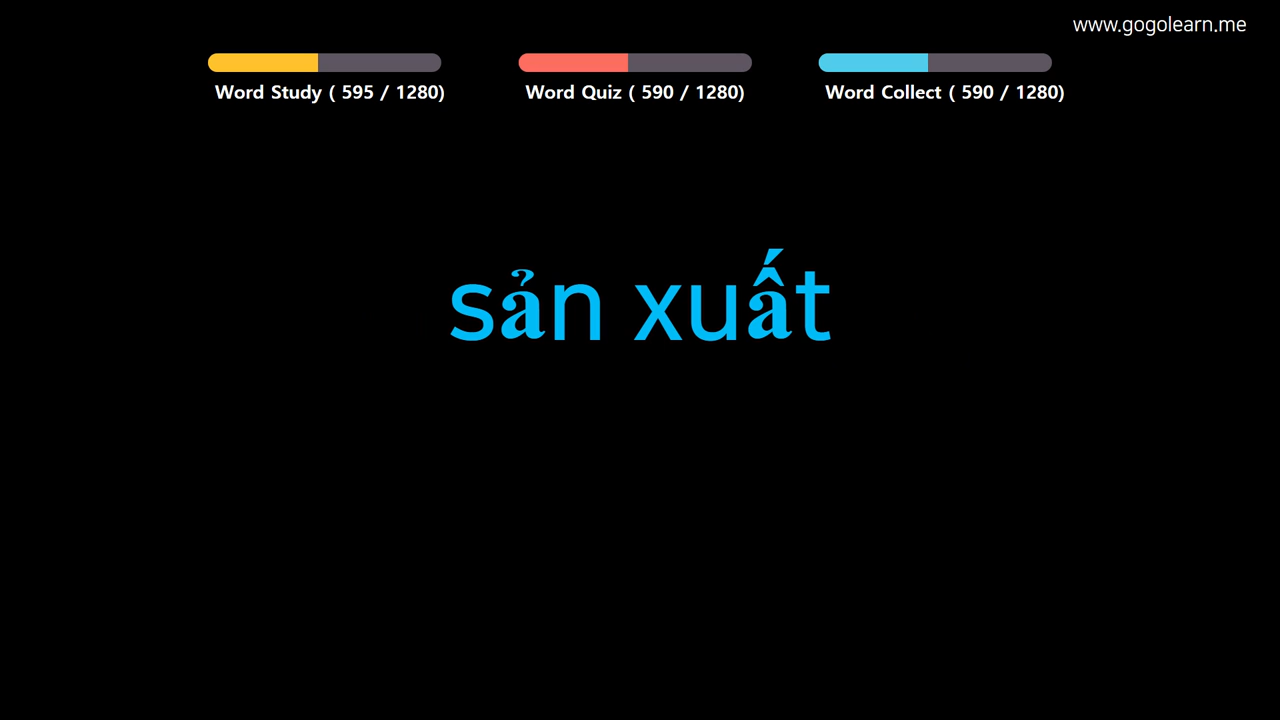 www.gogolearn.me
Word Study ( 595 / 1280)
Word Quiz ( 590 / 1280)
Word Collect ( 590 / 1280)
sản xuất